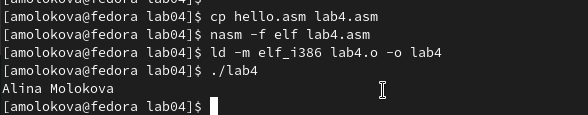 [amolokova@fedora lab04]$ cp hello.asm lab4.asm
[amolokova@fedora lab04]$ nasm -f elf lab4.asm
[amolokova@fedora lab04]$ ld -m elf_i386 lab4.o -o lab4
[amolokova@fedora lab04]$ ./lab4
Alina Molokova
[amolokova@fedora lab04]$